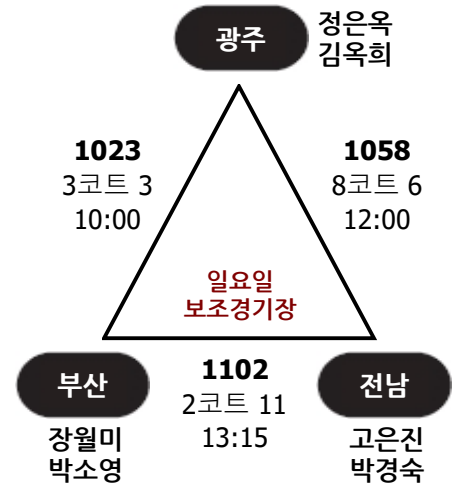 광주
정은옥
김옥희
1023
3코트 3
10:00
1058
8코트 6
12:00
일요일
보조경기장
부산
장월미
박소영
1102
2코트 11
13:15
전남
고은진
박경숙